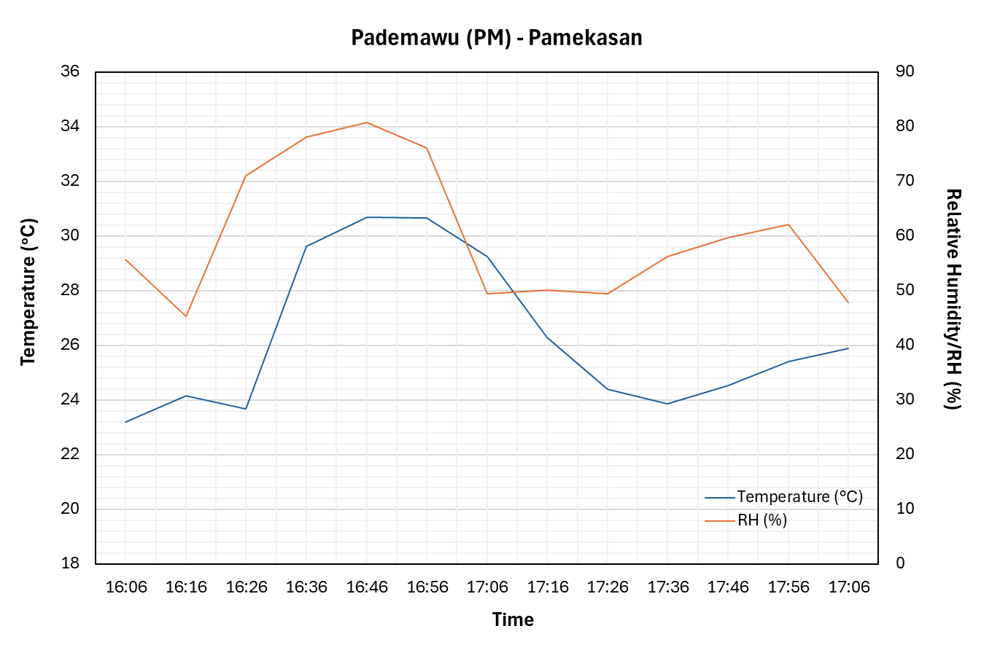 Pademawu (PM) - Pamekasan
36
34
32
30
28
26
24
22
20
18
Temperature (°C)
90
80
70
60
50
40
30
20
10
0
Relative Humidity/RH (%)
Temperature (°C)
RH (%)
16:06 16:16 16:26 16:36 16:46 16:56 17:06 17:16 17:26 17:36 17:46 17:56 17:06
Time